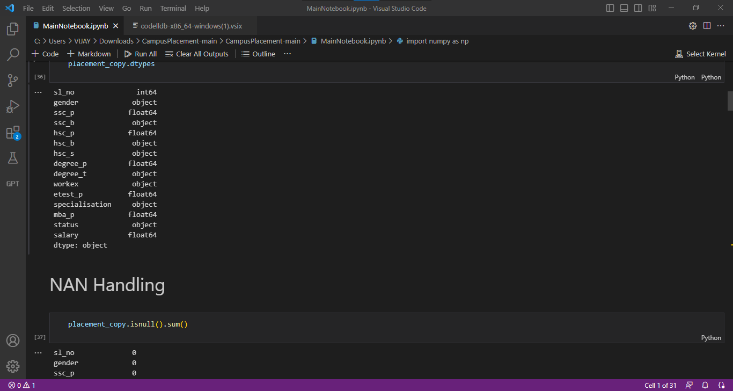 File Edit Selection View Go Run Terminal Help
MainNotebook.ipynb - Visual Studio Code
MainNotebook.ipynb
codelldb-x86_64-windows(1).vsix
C: > Users > VIJAY > Downloads > CampusPlacement-main > CampusPlacement-main > MainNotebook.ipynb > import numpy as np
+ Code + Markdown Run All Clear All Outputs Outline ... Select Kernel
placement_copy.dtypes
[36] Python Python
... sl_no int64
gender object
ssc_p float64
ssc_b object
hsc_p float64
hsc_b object
hsc_s object
degree_p float64
degree_t object
workex object
etest_p float64
specialisation object
mba_p float64
status object
salary float64
dtype: object
2
GPT
NAN Handling
placement_copy.isnull().sum()
[37] Python
... sl_no 0
gender 0
ssc_p 0
0 1 Cell 1 of 31